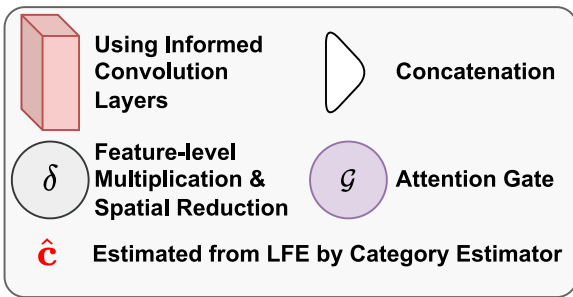 Using Informed
Convolution
Layers
Concatenation
δ
Feature-level
Multiplication &
Spatial Reduction
𝒢
Attention Gate
ĉ Estimated from LFE by Category Estimator